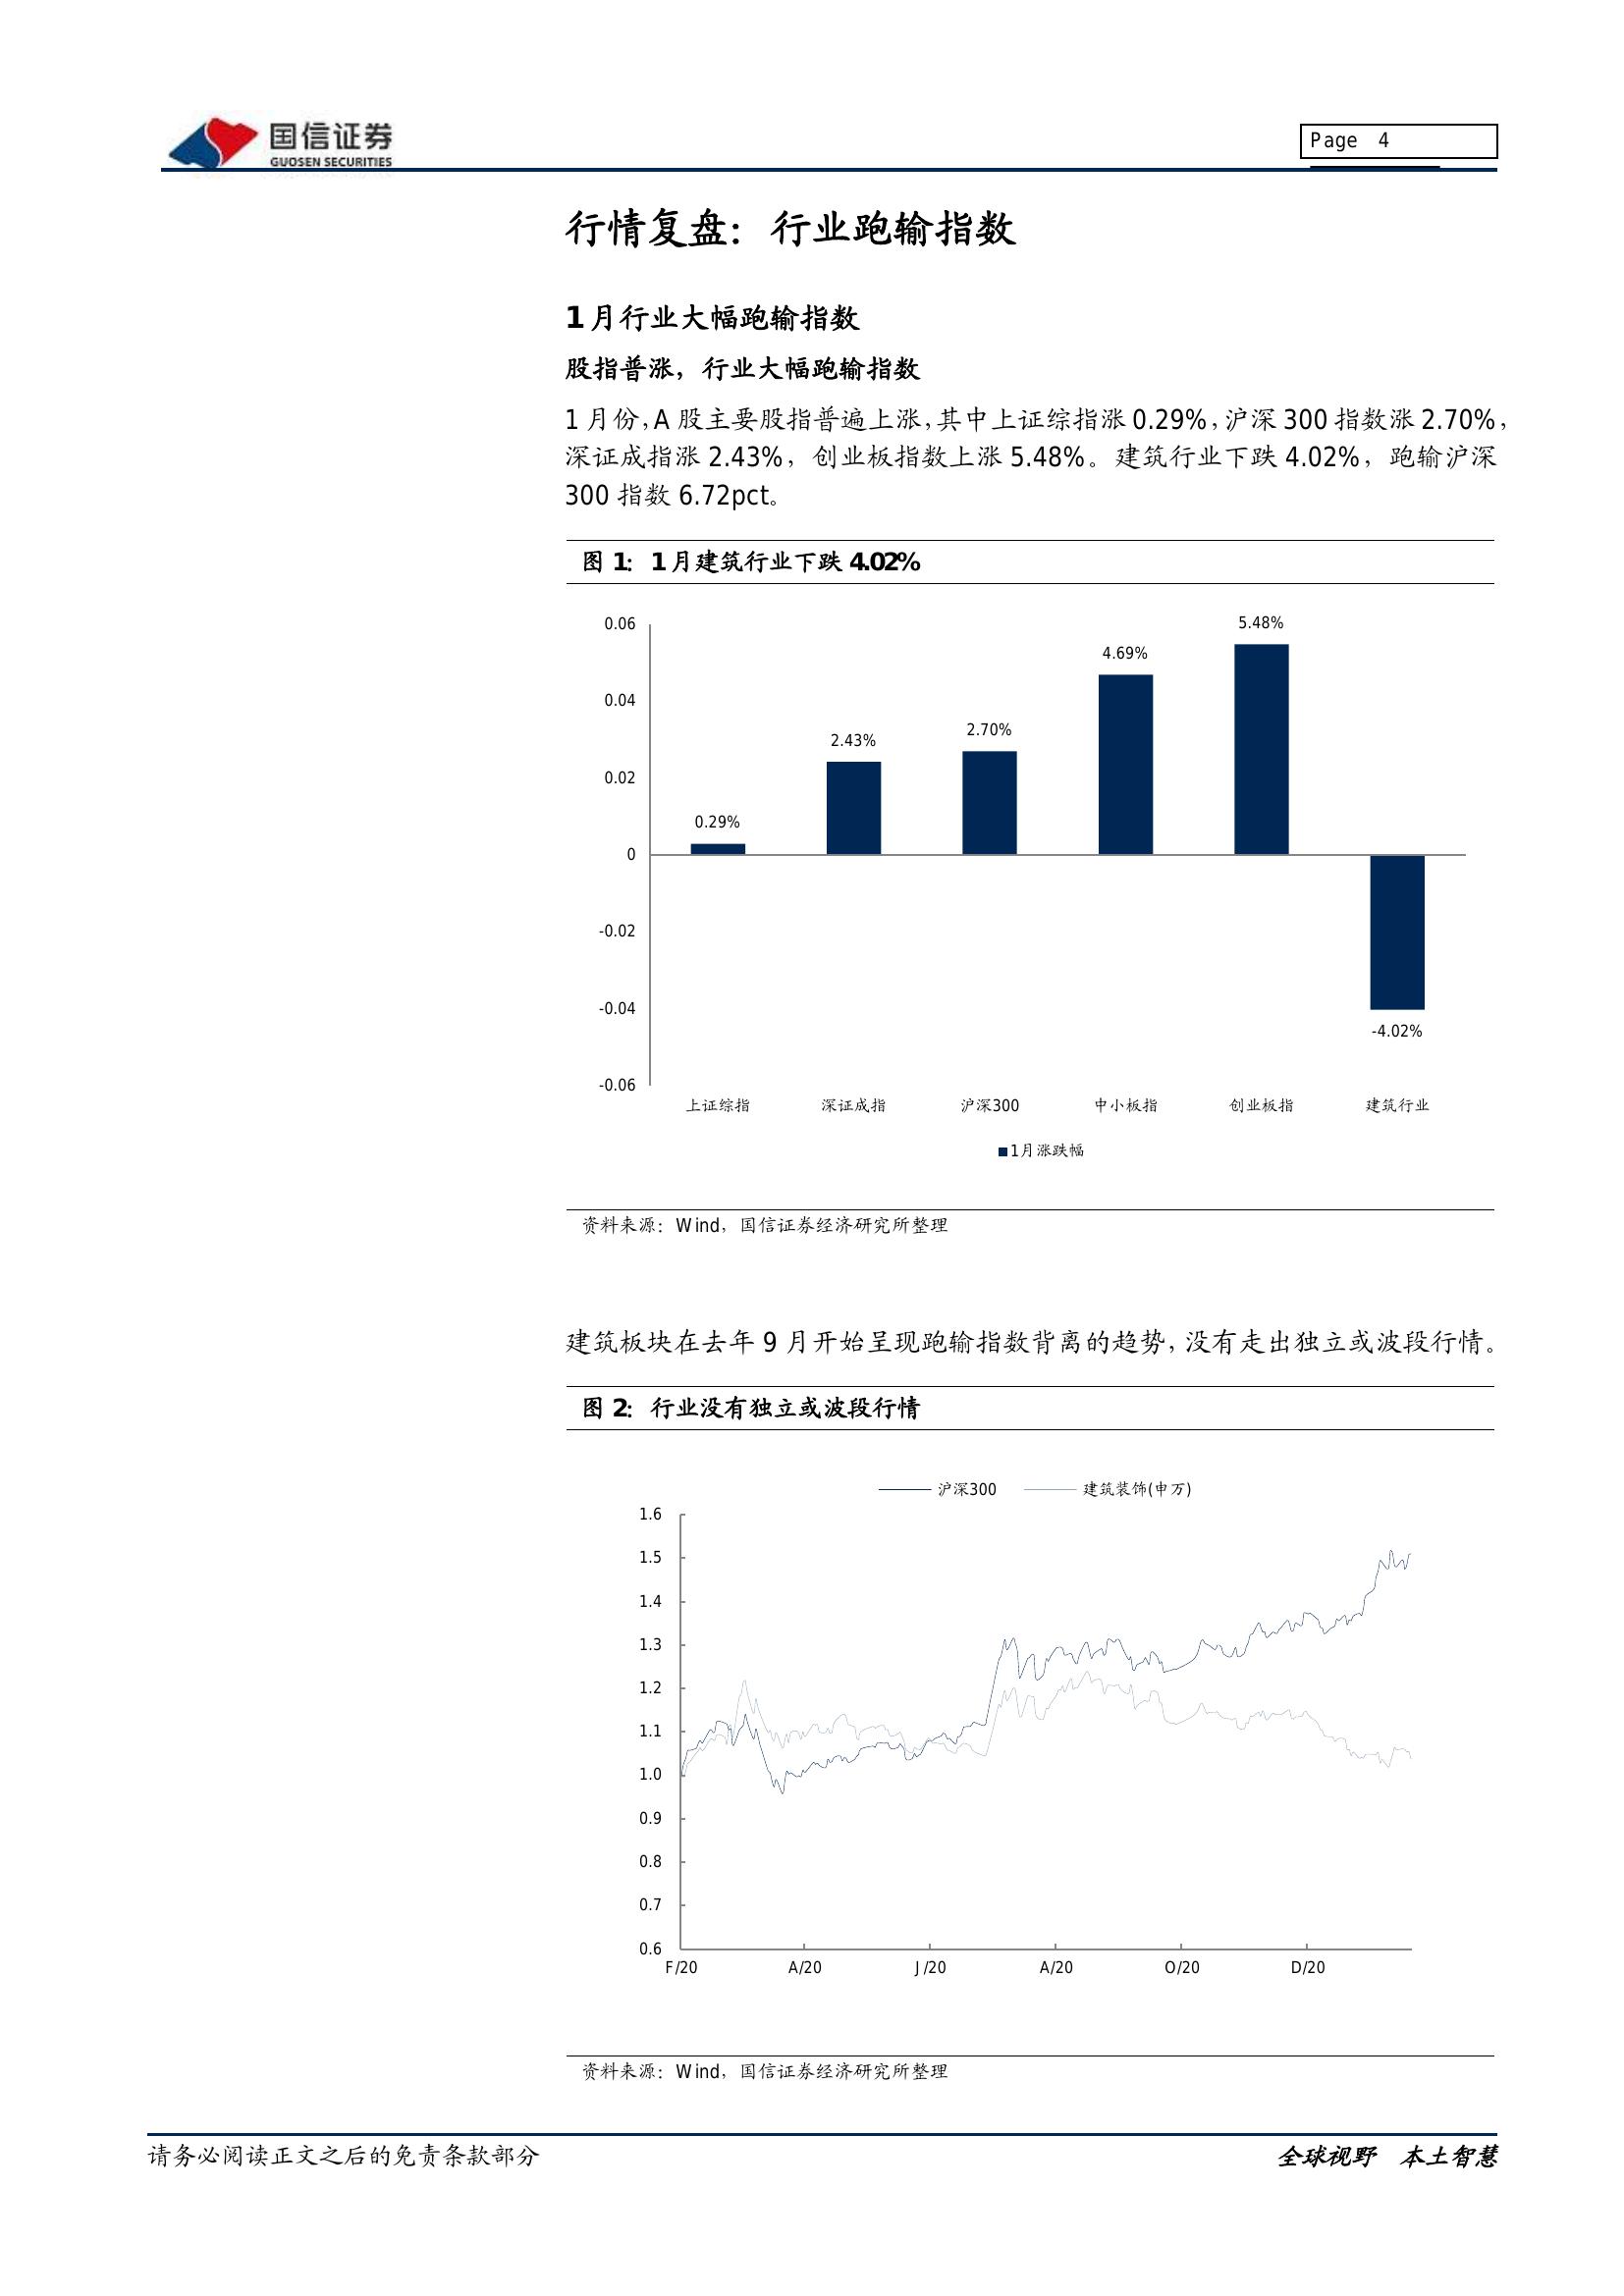 国信证券
GUOSEN SECURITIES
Page 4
行情复盘：行业跑输指数
1月行业大幅跑输指数
股指普涨，行业大幅跑输指数
1 月份，A 股主要股指普遍上涨，其中上证综指涨 0.29%，沪深 300 指数涨 2.70%，
深证成指涨 2.43%，创业板指数上涨 5.48%。建筑行业下跌 4.02%，跑输沪深
300 指数 6.72pct。
图 1：1 月建筑行业下跌 4.02%
0.06
0.04
0.02
0
-0.02
-0.04
-0.06
0.29%
2.43%
2.70%
4.69%
5.48%
-4.02%
上证综指
深证成指
沪深300
中小板指
创业板指
建筑行业
1月涨跌幅
资料来源：Wind，国信证券经济研究所整理
建筑板块在去年 9 月开始呈现跑输指数背离的趋势，没有走出独立或波段行情。
图 2：行业没有独立或波段行情
沪深300
建筑装饰(申万)
1.6
1.5
1.4
1.3
1.2
1.1
1.0
0.9
0.8
0.7
0.6
F/20
A/20
J/20
A/20
O/20
D/20
资料来源：Wind，国信证券经济研究所整理
请务必阅读正文之后的免责条款部分
全球视野 本土智慧